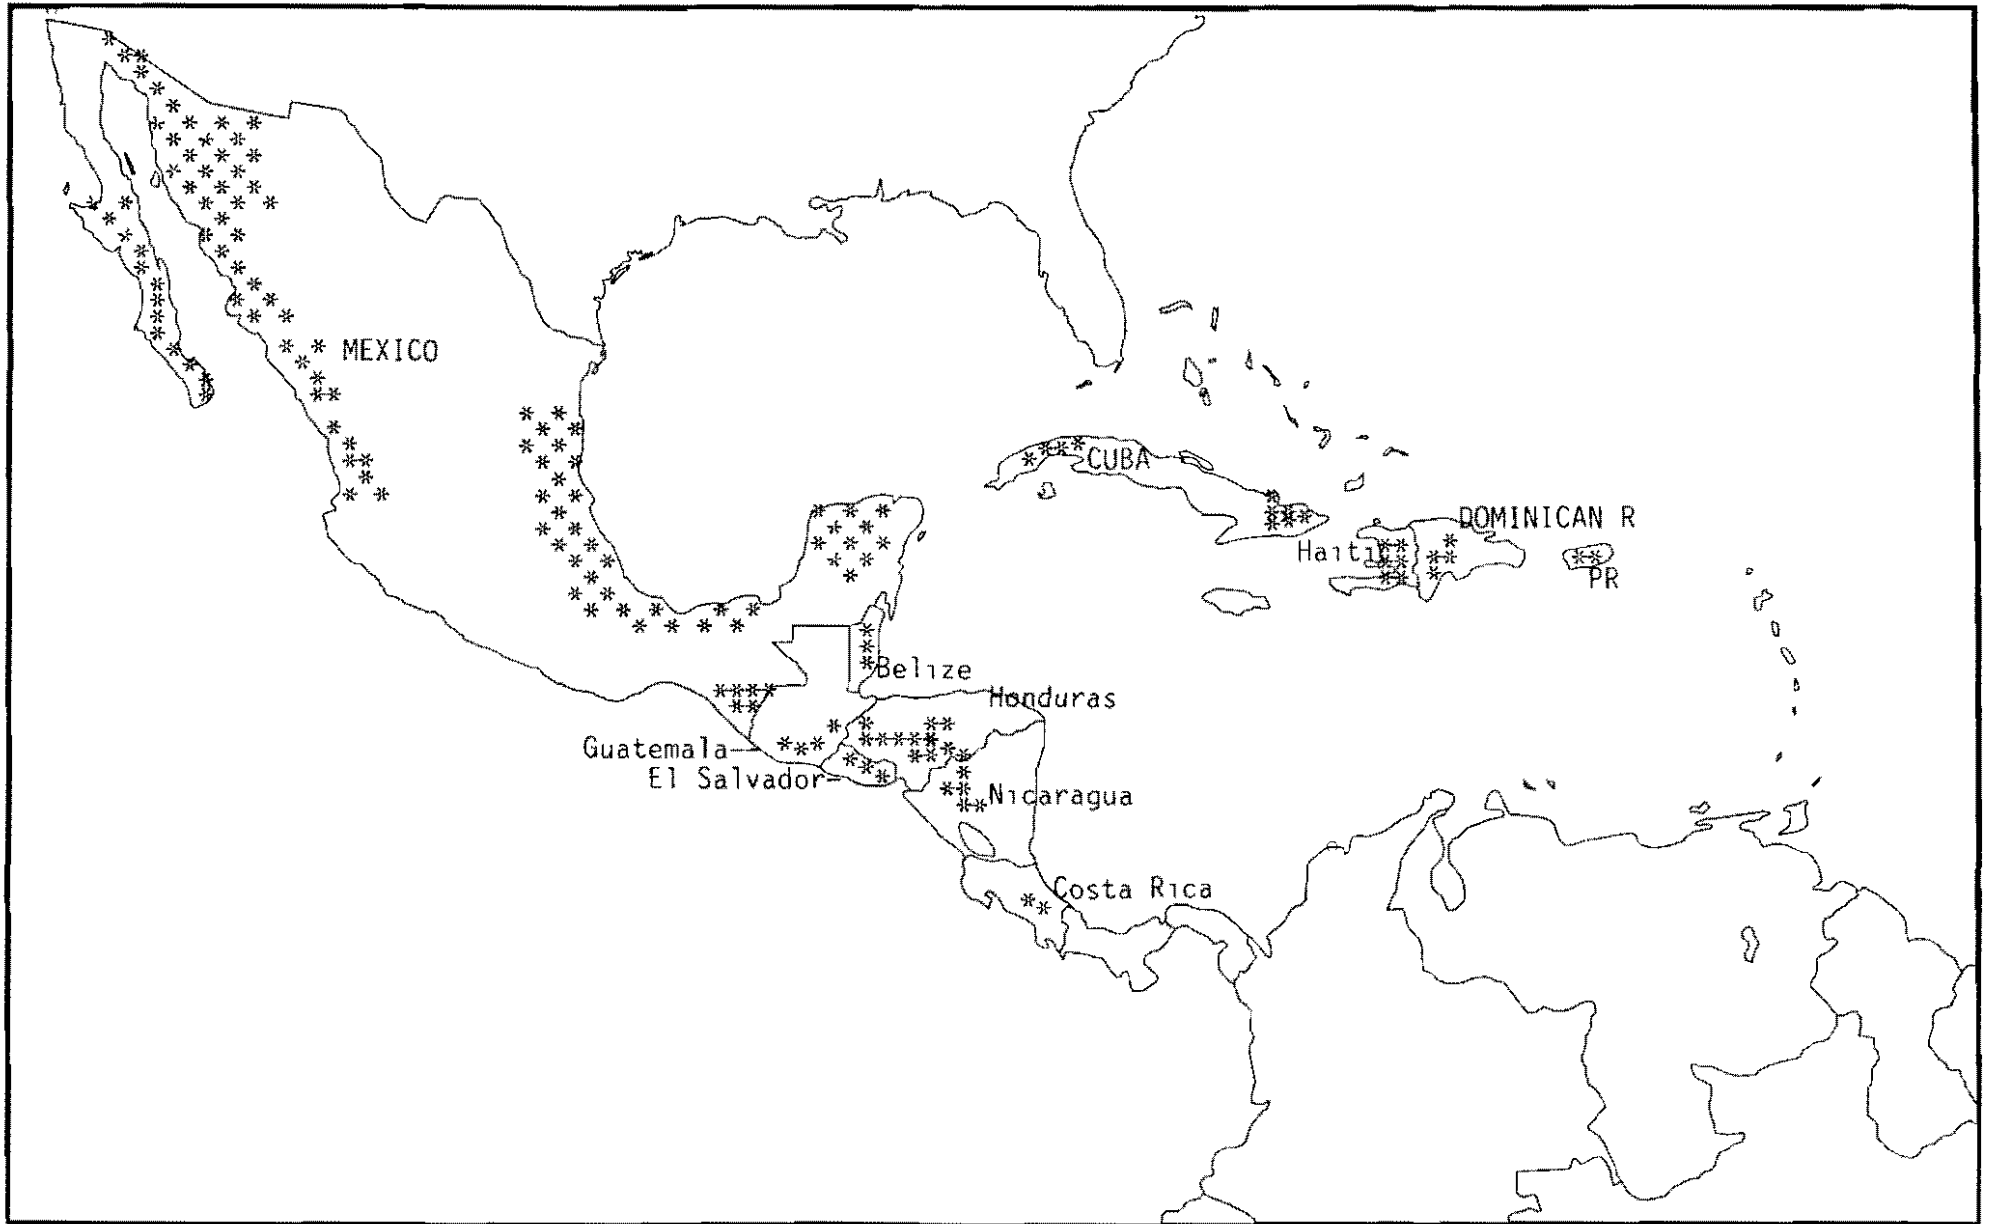 MEXICO
CUBA
DOMINICAN R
Haiti
PR
Belize
Honduras
Guatemala
El Salvador
Nicaragua
Costa Rica